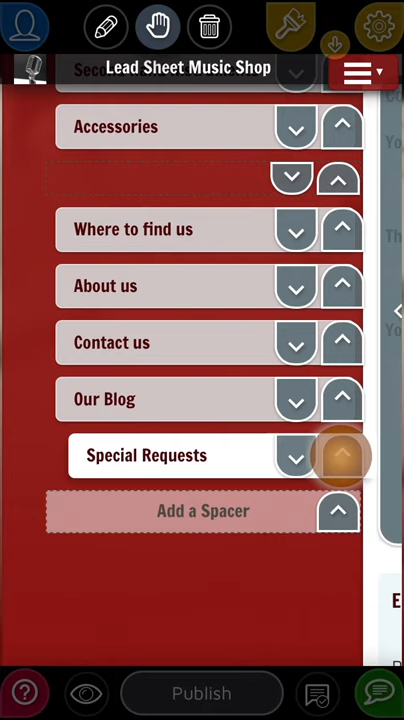 Lead Sheet Music Shop
Accessories
Where to find us
About us
Contact us
Our Blog
Special Requests
Add a Spacer
Publish